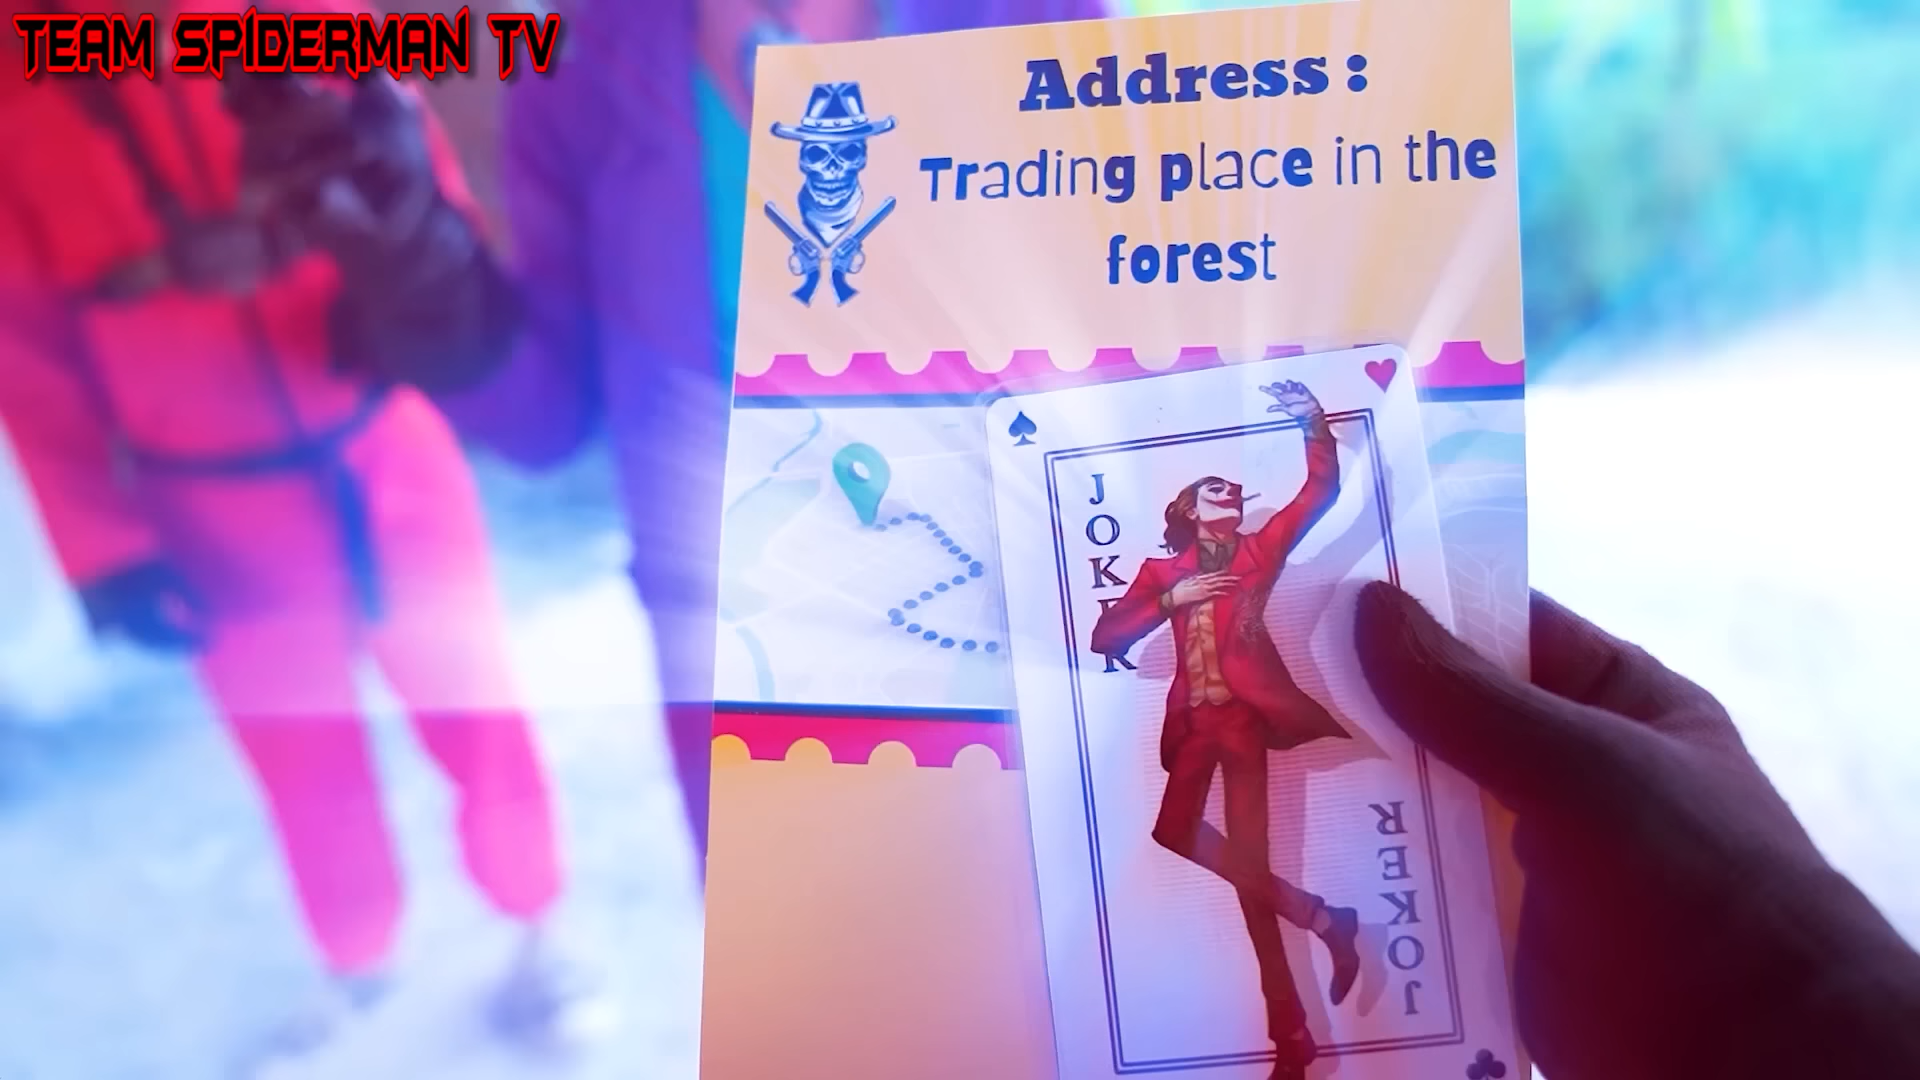 TEAM SPIDERMAN TV
Address:
Trading place in the
forest
JOKER
JOKER